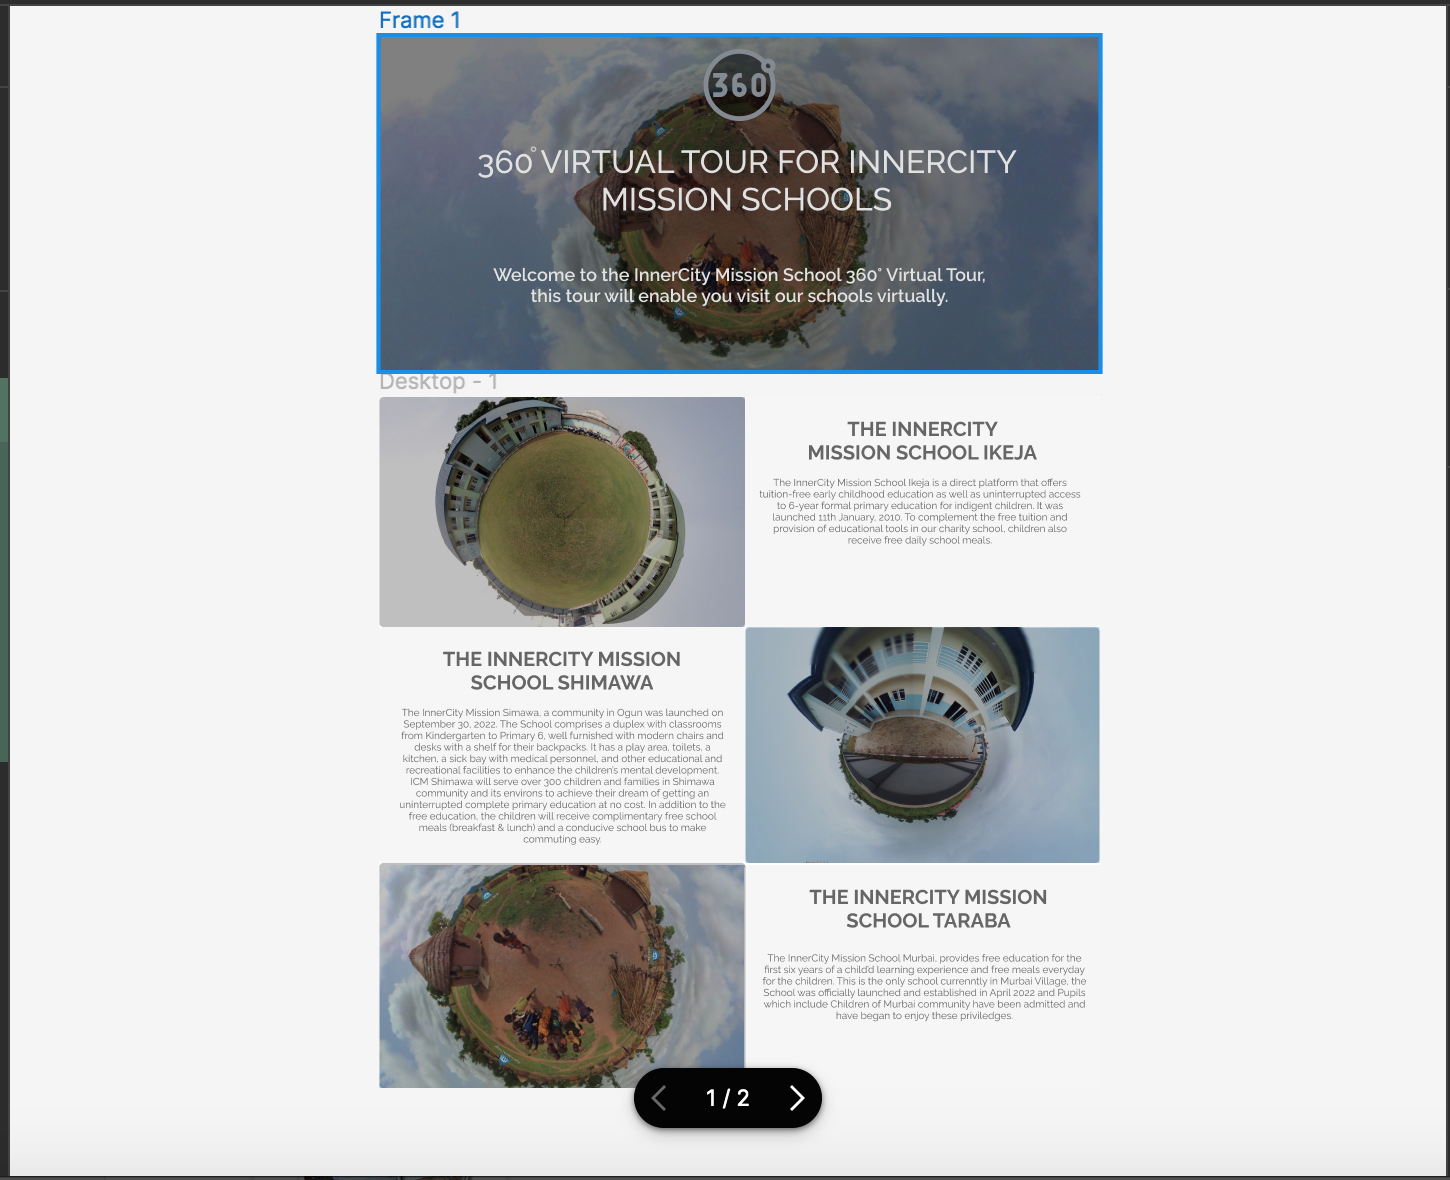 Frame 1
360°
360° VIRTUAL TOUR FOR INNERCITY
MISSION SCHOOLS
Welcome to the InnerCity Mission School 360° Virtual Tour,
this tour will enable you visit our schools virtually.
Desktop - 1
THE INNERCITY
MISSION SCHOOL IKEJA
The InnerCity Mission School Ikeja is a direct platform that offers
tuition-free early childhood education as well as uninterrupted access
to 6-year formal primary education for indigent children. It was
launched 11th January, 2010. To complement the free tuition and
provision of educational tools in our charity school, children also
receive free daily school meals.
THE INNERCITY MISSION
SCHOOL SHIMAWA
The InnerCity Mission Simawa, a community in Ogun was launched on
September 30, 2022. The School comprises a duplex with classrooms
from Kindergarten to Primary 6, well furnished with modern chairs and
desks with a shelf for their backpacks. It has a play area, toilets, a
kitchen, a sick bay with medical personnel, and other educational and
recreational facilities to enhance the children's mental development.
ICM Shimawa will serve over 300 children and families in Shimawa
community and its environs to achieve their dream of getting an
uninterrupted complete primary education at no cost. In addition to the
free education, the children will receive complimentary free school
meals (breakfast & lunch) and a conducive school bus to make
commuting easy.
THE INNERCITY MISSION
SCHOOL TARABA
The InnerCity Mission School Murbai, provides free education for the
first six years of a child'd learning experience and free meals everyday
for the children. This is the only school currenntly in Murbai Village, the
School was officially launched and established in April 2022 and Pupils
which include Children of Murbai community have been admitted and
have began to enjoy these priviledges.
1 / 2